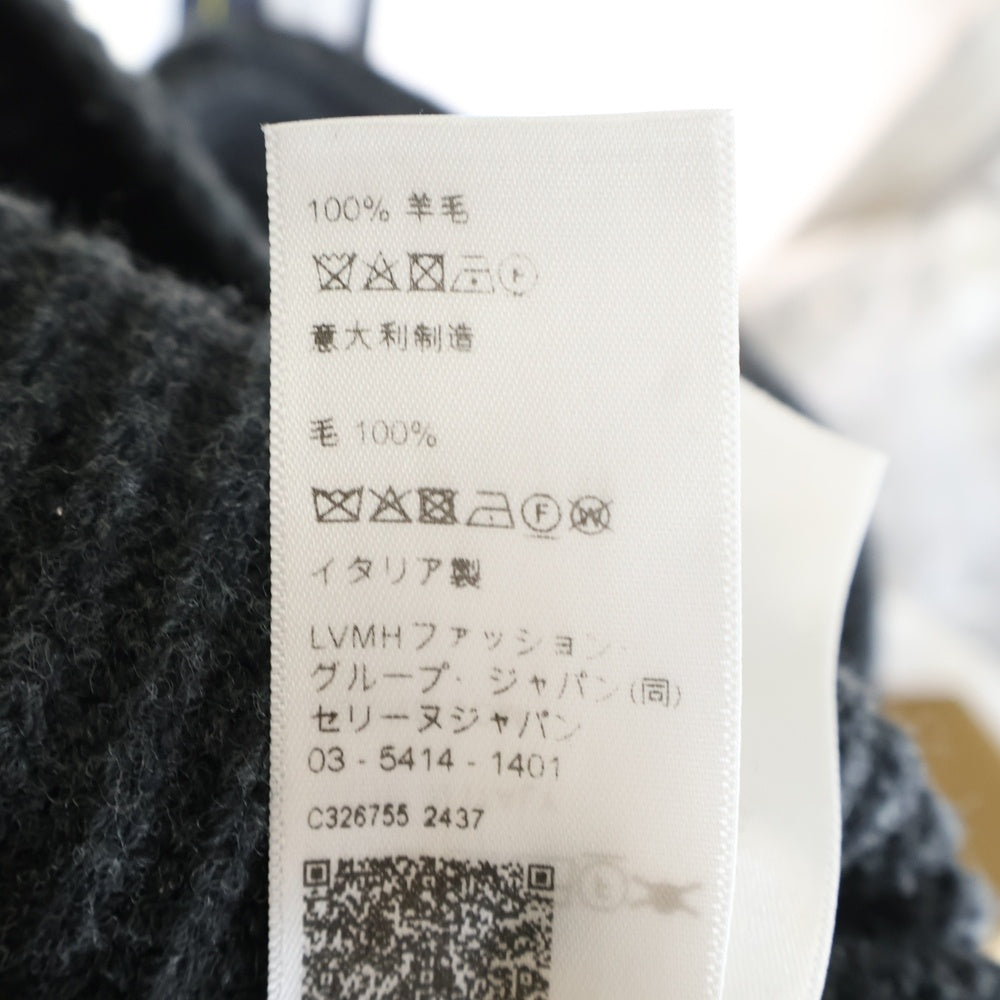 100% 羊毛
意大利制造
毛 100%
F W
イタリア製
LVMHファッション・
グループ・ジャパン(同)
セリーヌジャパン
03 - 5414 - 1401
C326755 2437